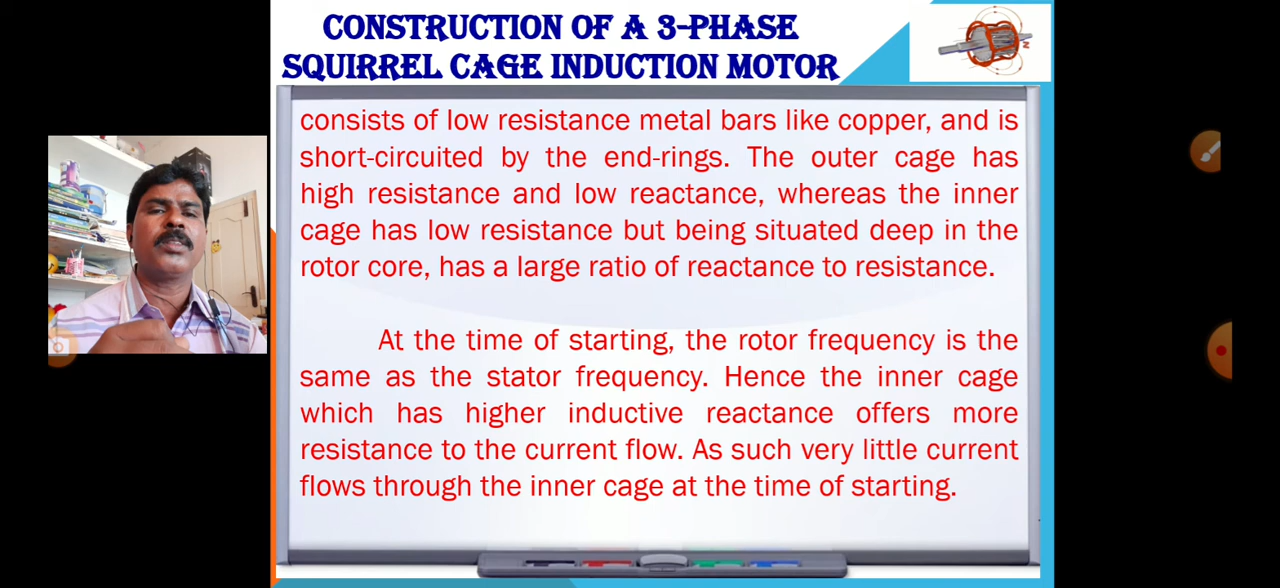 CONSTRUCTION OF A 3-PHASE
SQUIRREL CAGE INDUCTION MOTOR
consists of low resistance metal bars like copper, and is
short-circuited by the end-rings. The outer cage has
high resistance and low reactance, whereas the inner
cage has low resistance but being situated deep in the
rotor core, has a large ratio of reactance to resistance.
At the time of starting, the rotor frequency is the
same as the stator frequency. Hence the inner cage
which has higher inductive reactance offers more
resistance to the current flow. As such very little current
flows through the inner cage at the time of starting.